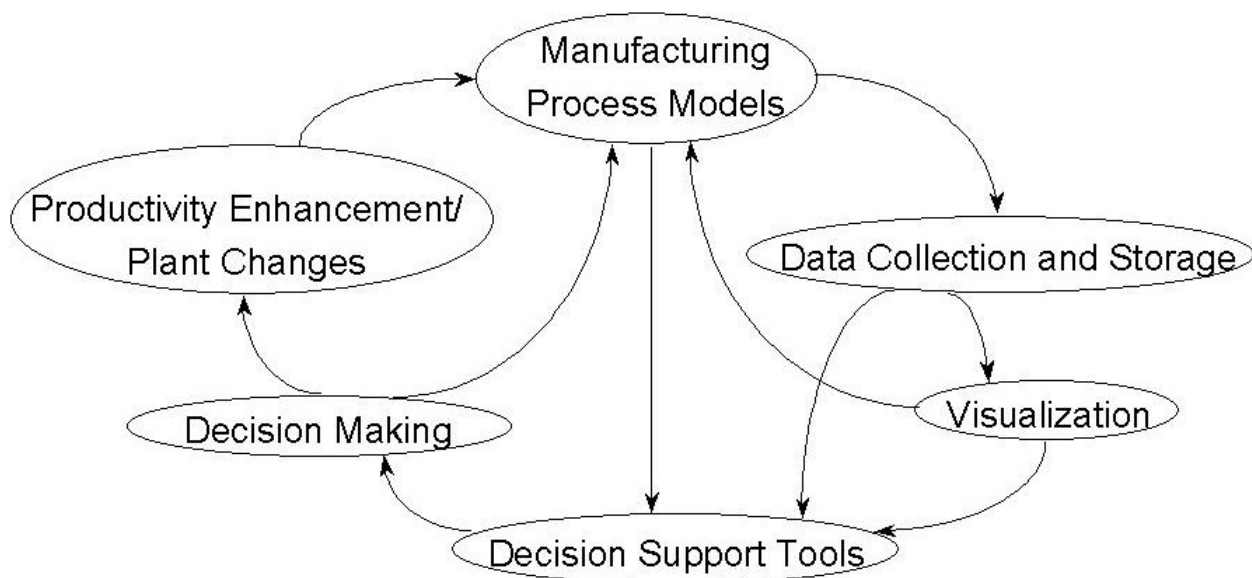 Manufacturing
Process Models
Productivity Enhancement/
Plant Changes
Data Collection and Storage
Decision Making
Visualization
Decision Support Tools